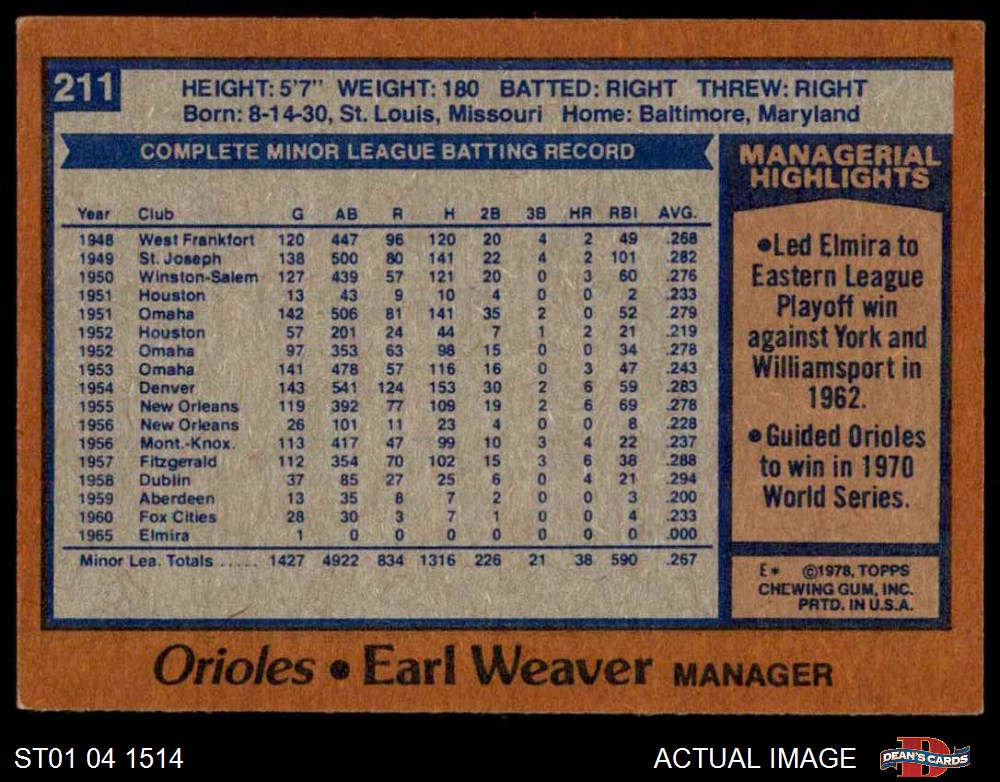 211
HEIGHT: 5'7" WEIGHT: 180 BATTED: RIGHT THREW: RIGHT
Born: 8-14-30, St. Louis, Missouri Home: Baltimore, Maryland
COMPLETE MINOR LEAGUE BATTING RECORD
Year Club G AB R H 2B 3B HR RBI AVG.
1948 West Frankfort 120 447 96 120 20 4 2 49 .268
1949 St. Joseph 138 500 80 141 22 4 2 101 .282
1950 Winston-Salem 127 439 57 121 20 0 3 60 .276
1951 Houston 13 43 9 10 4 0 0 2 .233
1951 Omaha 142 506 81 141 35 2 0 52 .279
1952 Houston 57 201 24 44 7 1 2 21 .219
1952 Omaha 97 353 63 98 15 0 0 34 .278
1953 Omaha 141 478 57 116 16 0 3 47 .243
1954 Denver 143 541 124 153 30 2 6 59 .283
1955 New Orleans 119 392 77 109 19 2 6 69 .278
1956 New Orleans 26 101 11 23 4 0 0 8 .228
1956 Mont.-Knox. 113 417 47 99 10 3 4 22 .237
1957 Fitzgerald 112 354 70 102 15 3 6 38 .288
1958 Dublin 37 85 27 25 6 0 4 21 .294
1959 Aberdeen 13 35 8 7 2 0 0 3 .200
1960 Fox Cities 28 30 3 7 1 0 0 4 .233
1965 Elmira 1 0 0 0 0 0 0 0 .000
Minor Lea. Totals ..... 1427 4922 834 1316 226 21 38 590 .267
MANAGERIAL
HIGHLIGHTS
•Led Elmira to
Eastern League
Playoff win
against York and
Williamsport in
1962.
•Guided Orioles
to win in 1970
World Series.
E* ©1978, TOPPS
CHEWING GUM, INC.
PRTD. IN U.S.A.
Orioles • Earl Weaver MANAGER
ST01 04 1514
ACTUAL IMAGE
D
DEAN'S CARDS